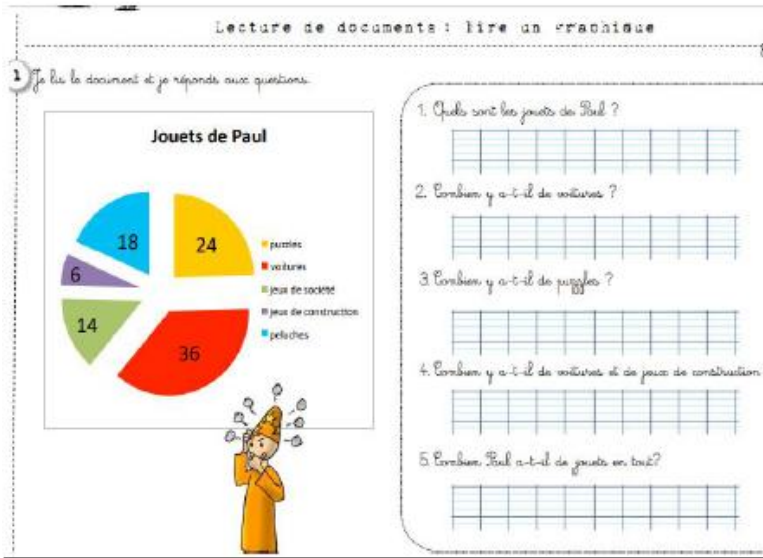 Lecture de documents : lire un graphique
1 Je lis le document et je réponds aux questions.
Jouets de Paul
18
24
6
14
36
puzzles
voitures
jeux de société
jeux de construction
peluches
1. Quels sont les jouets de Paul ?
2. Combien y a-t-il de voitures ?
3. Combien y a-t-il de puzzles ?
4. Combien y a-t-il de voitures et de jeux de construction
5. Combien Paul a-t-il de jouets en tout?